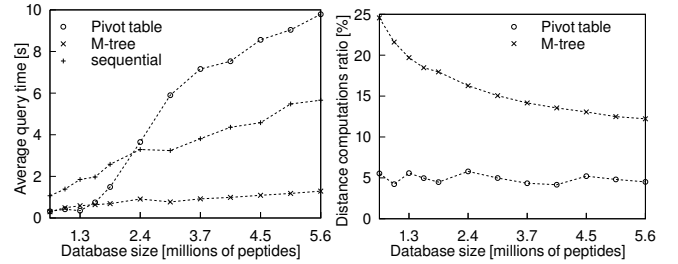 Average query time [s]
10
8
6
4
2
0
Pivot table
M-tree
sequential
1.3 2.4 3.7 4.5 5.6
Database size [millions of peptides]
Distance computations ratio [%]
25
20
15
10
5
0
Pivot table
M-tree
1.3 2.4 3.7 4.5 5.6
Database size [millions of peptides]